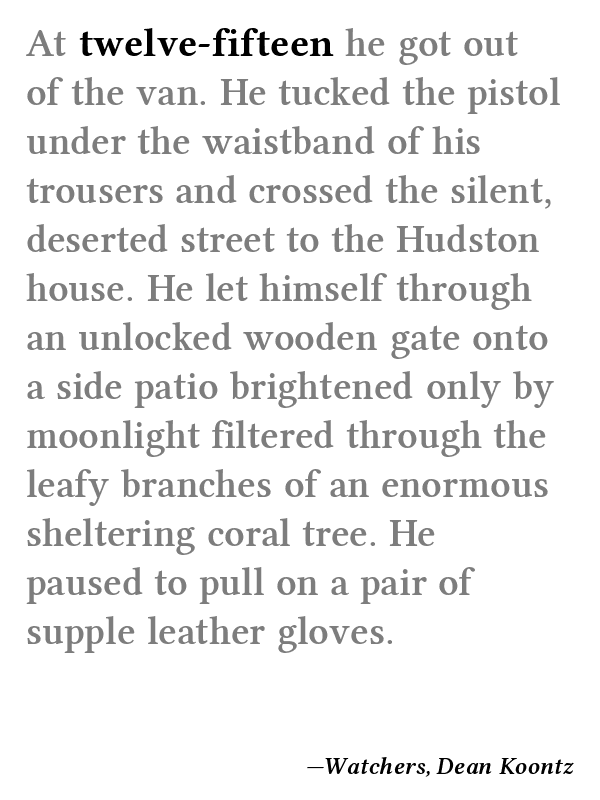 At twelve-fifteen he got out
of the van. He tucked the pistol
under the waistband of his
trousers and crossed the silent,
deserted street to the Hudston
house. He let himself through
an unlocked wooden gate onto
a side patio brightened only by
moonlight filtered through the
leafy branches of an enormous
sheltering coral tree. He
paused to pull on a pair of
supple leather gloves.
—Watchers, Dean Koontz